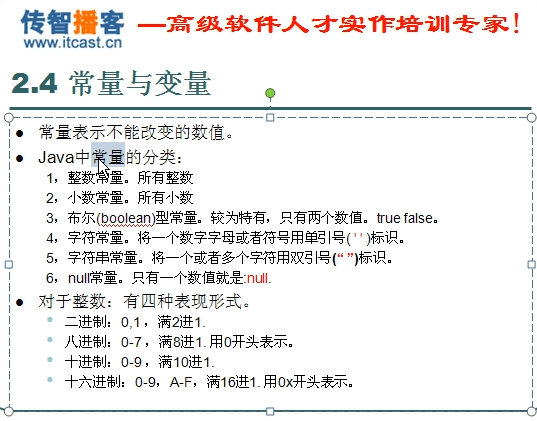 传智播客 —高级软件人才实作培训专家!
www.itcast.cn
2.4 常量与变量
● 常量表示不能改变的数值。
● Java中常量的分类:
1，整数常量。所有整数
2，小数常量。所有小数
3，布尔(boolean)型常量。较为特有，只有两个数值。true false。
4，字符常量。将一个数字字母或者符号用单引号( ' ' )标识。
5，字符串常量。将一个或者多个字符用双引号(“ ”)标识。
6，null常量。只有一个数值就是:null.
● 对于整数：有四种表现形式。
• 二进制：0,1 ，满2进1.
• 八进制：0-7 ，满8进1. 用0开头表示。
• 十进制：0-9 ，满10进1.
• 十六进制：0-9，A-F，满16进1. 用0x开头表示。